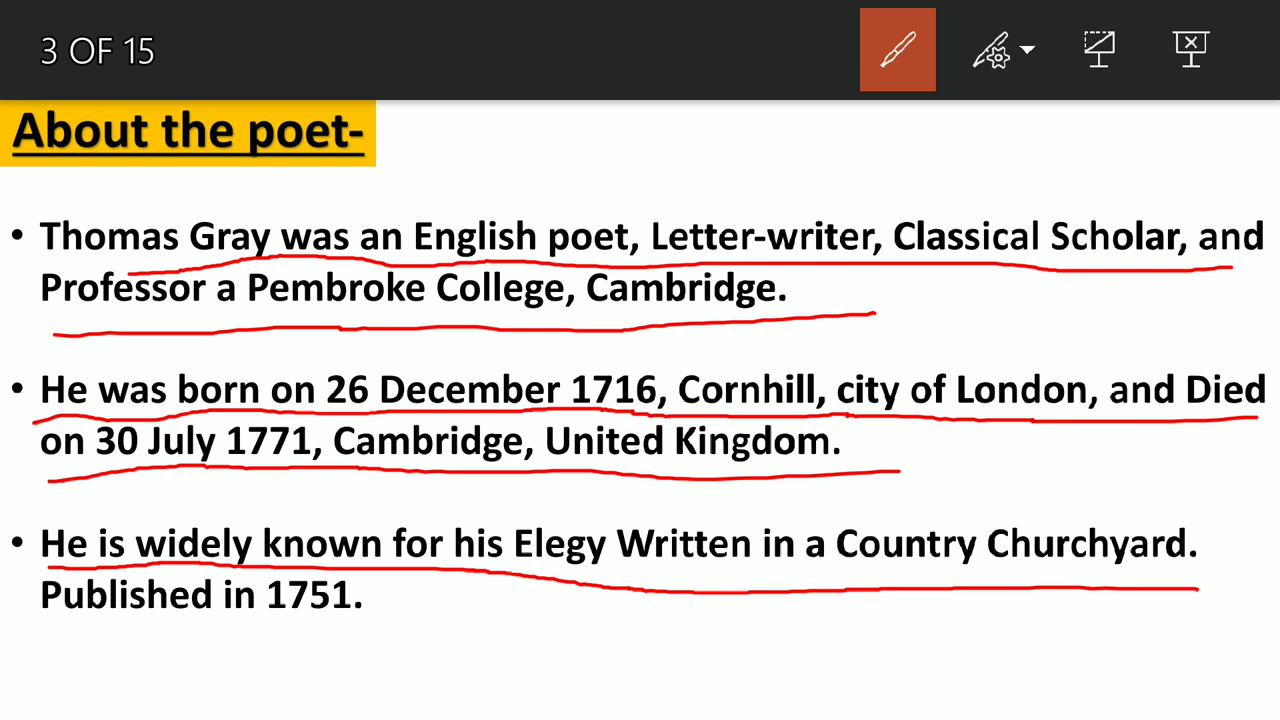 3 OF 15
About the poet-
• Thomas Gray was an English poet, Letter-writer, Classical Scholar, and
Professor a Pembroke College, Cambridge.
• He was born on 26 December 1716, Cornhill, city of London, and Died
on 30 July 1771, Cambridge, United Kingdom.
• He is widely known for his Elegy Written in a Country Churchyard.
Published in 1751.